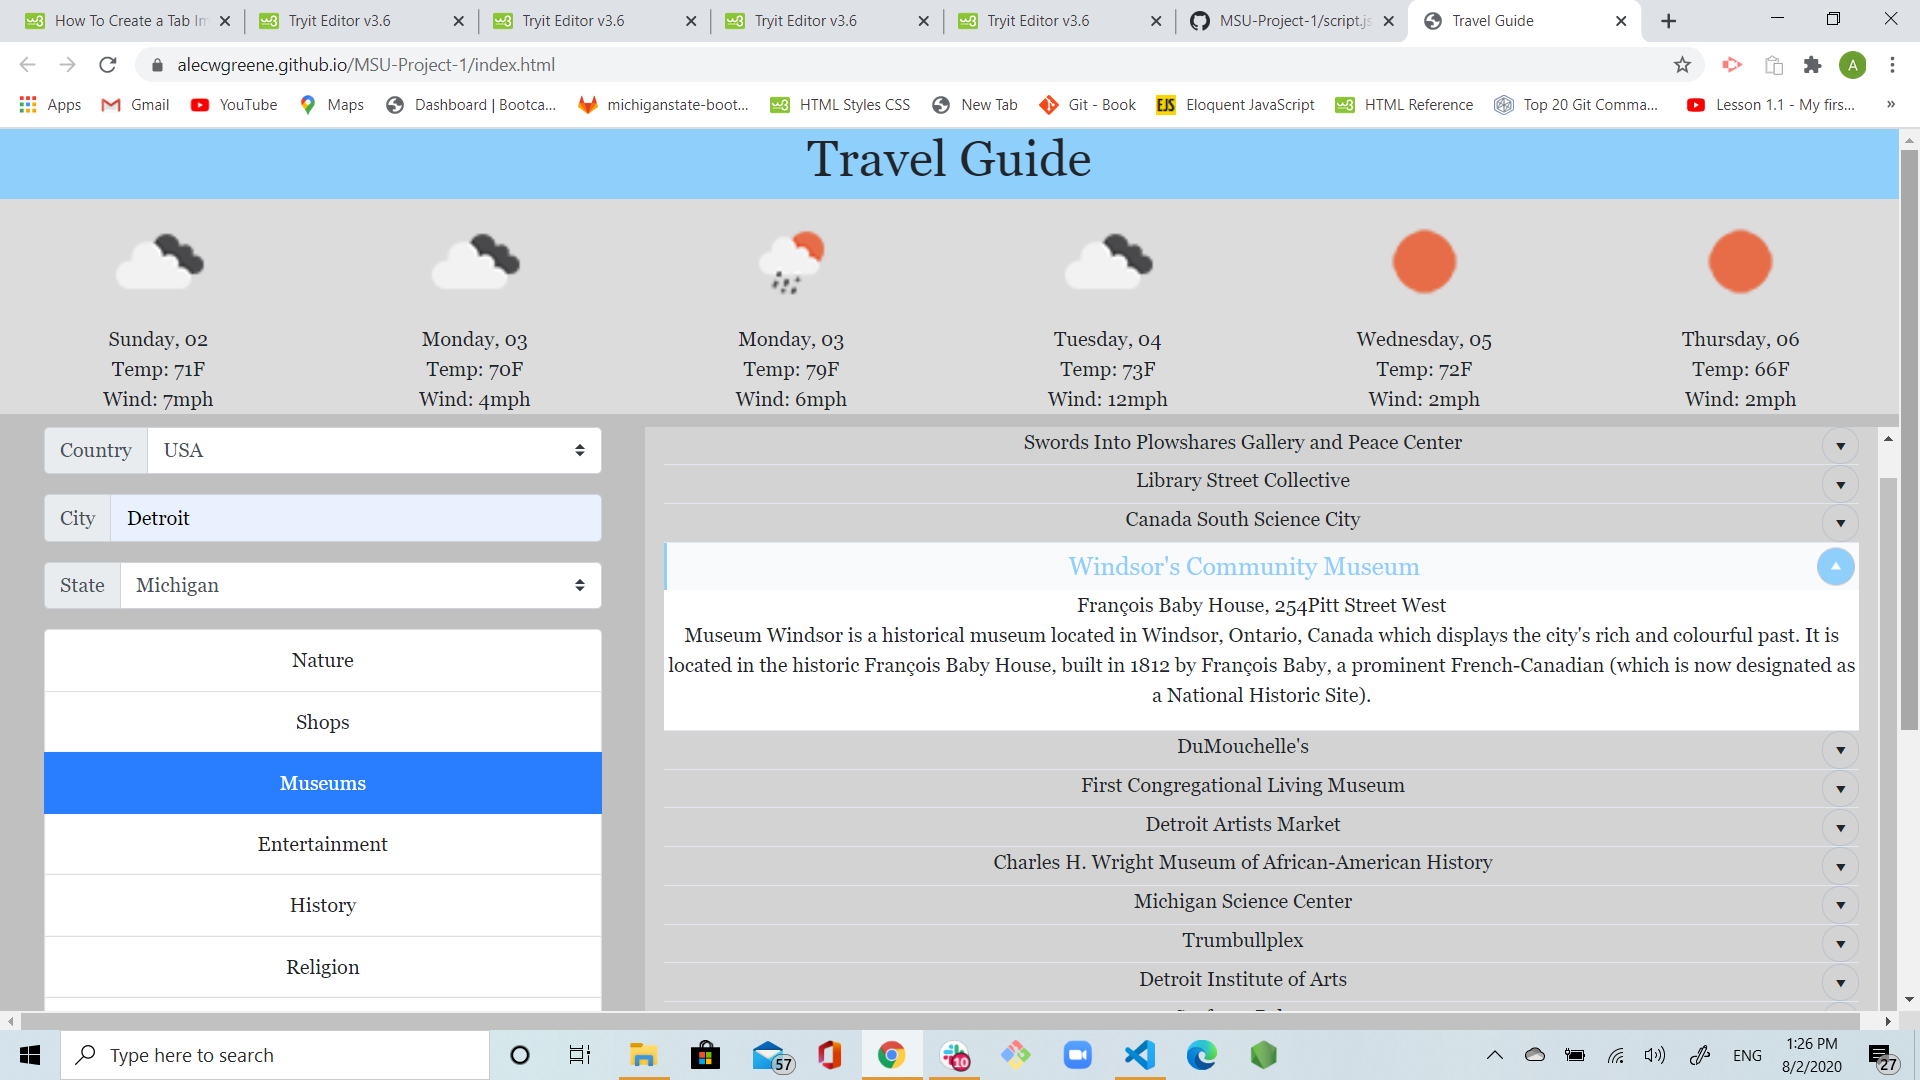 How To Create a Tab Im
Tryit Editor v3.6
Tryit Editor v3.6
Tryit Editor v3.6
Tryit Editor v3.6
MSU-Project-1/script.js
Travel Guide
alecwgreene.github.io/MSU-Project-1/index.html
A
Apps
Gmail
YouTube
Maps
Dashboard | Bootca...
michiganstate-boot...
HTML Styles CSS
New Tab
Git - Book
EJS
Eloquent JavaScript
HTML Reference
Top 20 Git Comma...
Lesson 1.1 - My firs...
»
Travel Guide
Sunday, 02
Temp: 71F
Wind: 7mph
Monday, 03
Temp: 70F
Wind: 4mph
Monday, 03
Temp: 79F
Wind: 6mph
Tuesday, 04
Temp: 73F
Wind: 12mph
Wednesday, 05
Temp: 72F
Wind: 2mph
Thursday, 06
Temp: 66F
Wind: 2mph
Country USA
City Detroit
State Michigan
Nature
Shops
Museums
Entertainment
History
Religion
Swords Into Plowshares Gallery and Peace Center
Library Street Collective
Canada South Science City
Windsor's Community Museum
François Baby House, 254Pitt Street West
Museum Windsor is a historical museum located in Windsor, Ontario, Canada which displays the city's rich and colourful past. It is
located in the historic François Baby House, built in 1812 by François Baby, a prominent French-Canadian (which is now designated as
a National Historic Site).
DuMouchelle's
First Congregational Living Museum
Detroit Artists Market
Charles H. Wright Museum of African-American History
Michigan Science Center
Trumbullplex
Detroit Institute of Arts
Type here to search
57
10
ENG
1:26 PM
8/2/2020
27